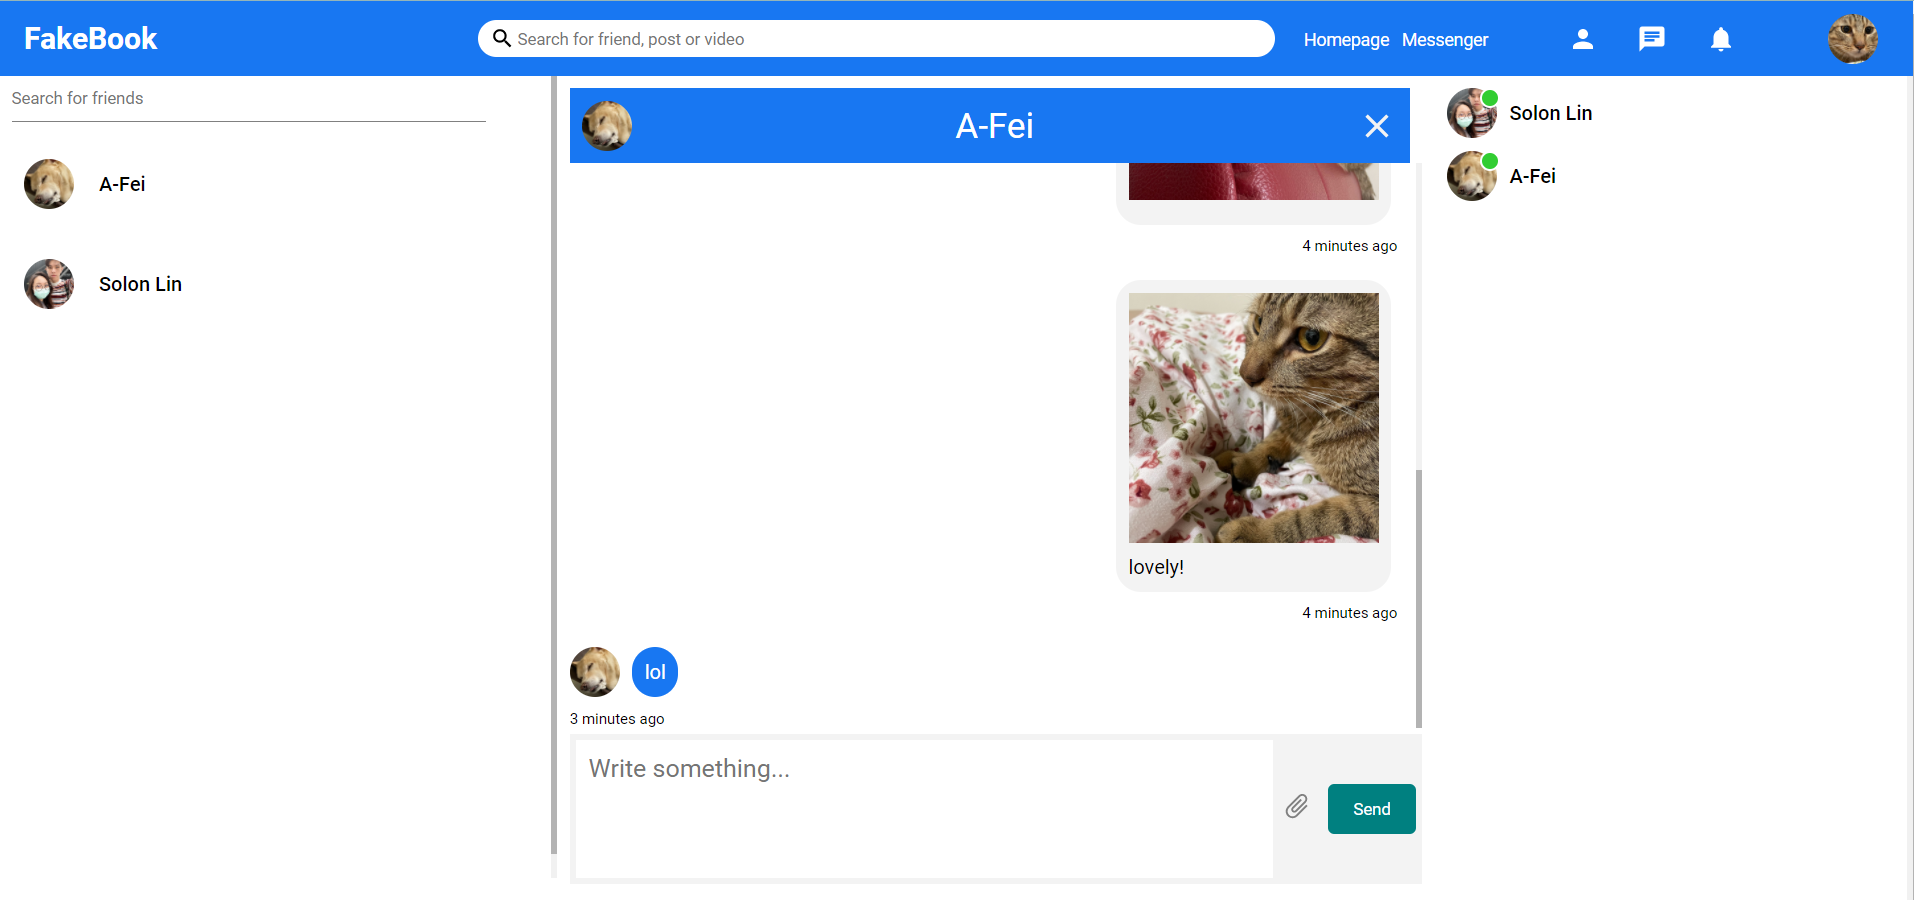 FakeBook
Search for friend, post or video
Homepage Messenger
Search for friends
A-Fei
Solon Lin
A-Fei
4 minutes ago
lovely!
4 minutes ago
lol
3 minutes ago
Write something...
Send
Solon Lin
A-Fei